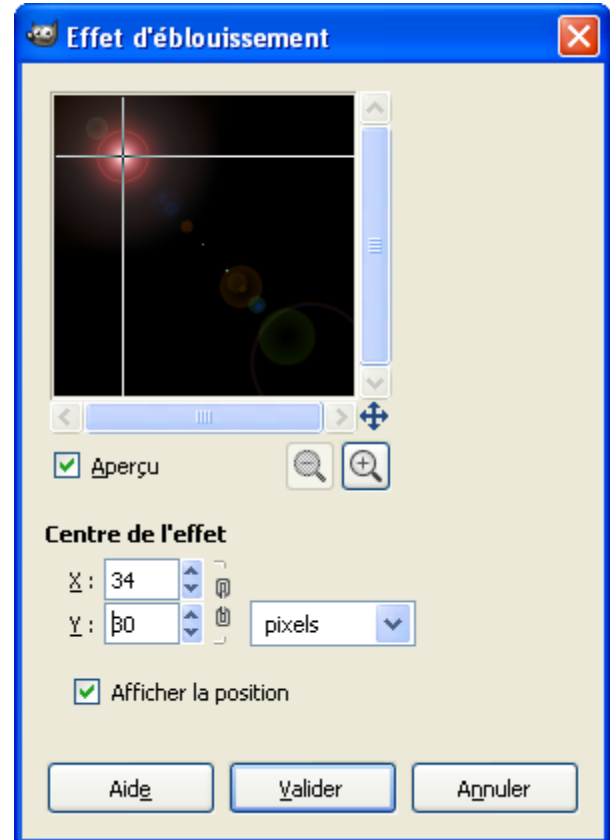 Effet d'éblouissement
Aperçu
Centre de l'effet
X : 34
Y : 30 pixels
Afficher la position
Aide Valider Annuler